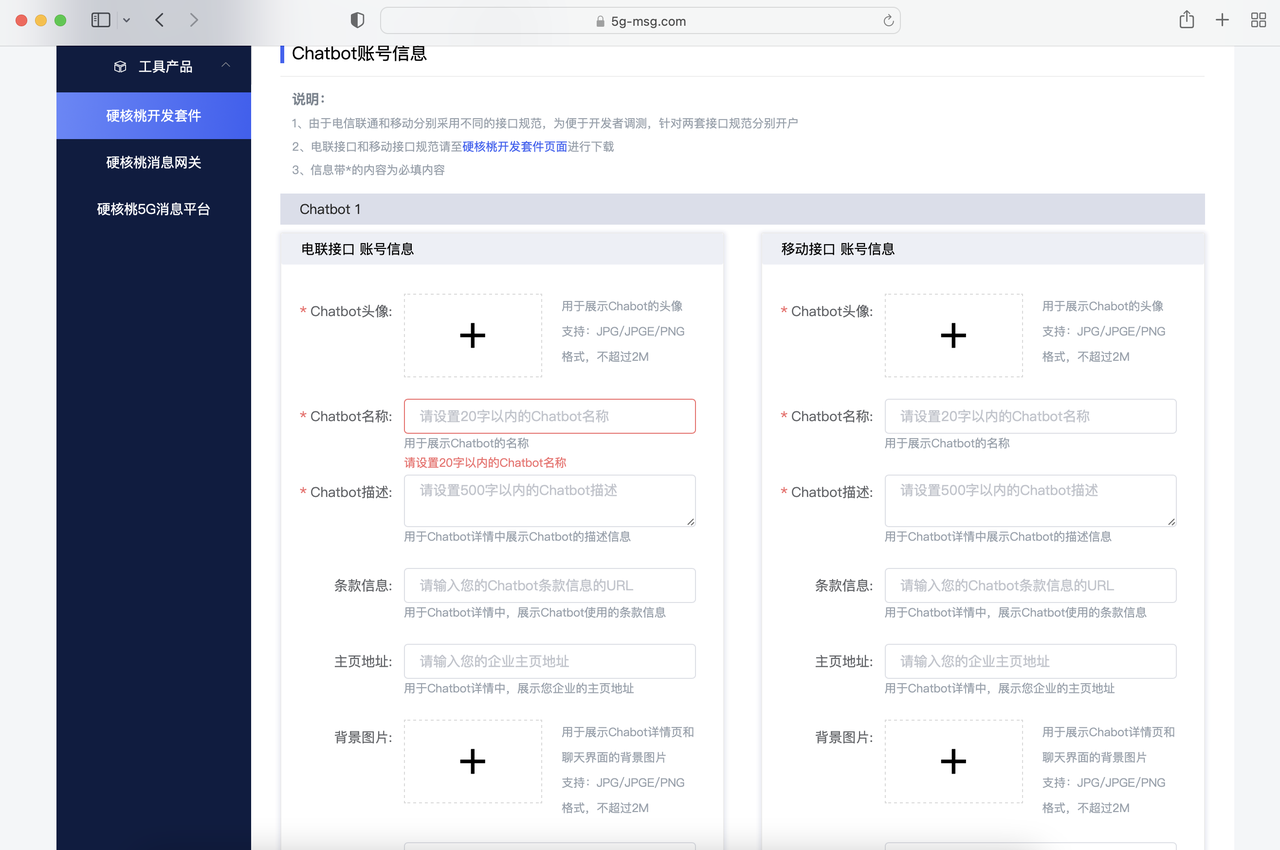 5g-msg.com
工具产品
硬核桃开发套件
硬核桃消息网关
硬核桃5G消息平台
Chatbot账号信息
说明：
1、由于电信联通和移动分别采用不同的接口规范，为便于开发者调测，针对两套接口规范分别开户
2、电联接口和移动接口规范请至硬核桃开发套件页面进行下载
3、信息带*的内容为必填内容
Chatbot 1
电联接口 账号信息
* Chatbot头像:
用于展示Chabot的头像
支持：JPG/JPGE/PNG
格式，不超过2M
* Chatbot名称:
请设置20字以内的Chatbot名称
用于展示Chatbot的名称
请设置20字以内的Chatbot名称
* Chatbot描述:
请设置500字以内的Chatbot描述
用于Chatbot详情中展示Chatbot的描述信息
条款信息:
请输入您的Chatbot条款信息的URL
用于Chatbot详情中，展示Chatbot使用的条款信息
主页地址:
请输入您的企业主页地址
用于Chatbot详情中，展示您企业的主页地址
背景图片:
用于展示Chabot详情页和
聊天界面的背景图片
支持：JPG/JPGE/PNG
格式，不超过2M
移动接口 账号信息
* Chatbot头像:
用于展示Chabot的头像
支持：JPG/JPGE/PNG
格式，不超过2M
* Chatbot名称:
请设置20字以内的Chatbot名称
用于展示Chatbot的名称
* Chatbot描述:
请设置500字以内的Chatbot描述
用于Chatbot详情中展示Chatbot的描述信息
条款信息:
请输入您的Chatbot条款信息的URL
用于Chatbot详情中，展示Chatbot使用的条款信息
主页地址:
请输入您的企业主页地址
用于Chatbot详情中，展示您企业的主页地址
背景图片:
用于展示Chabot详情页和
聊天界面的背景图片
支持：JPG/JPGE/PNG
格式，不超过2M